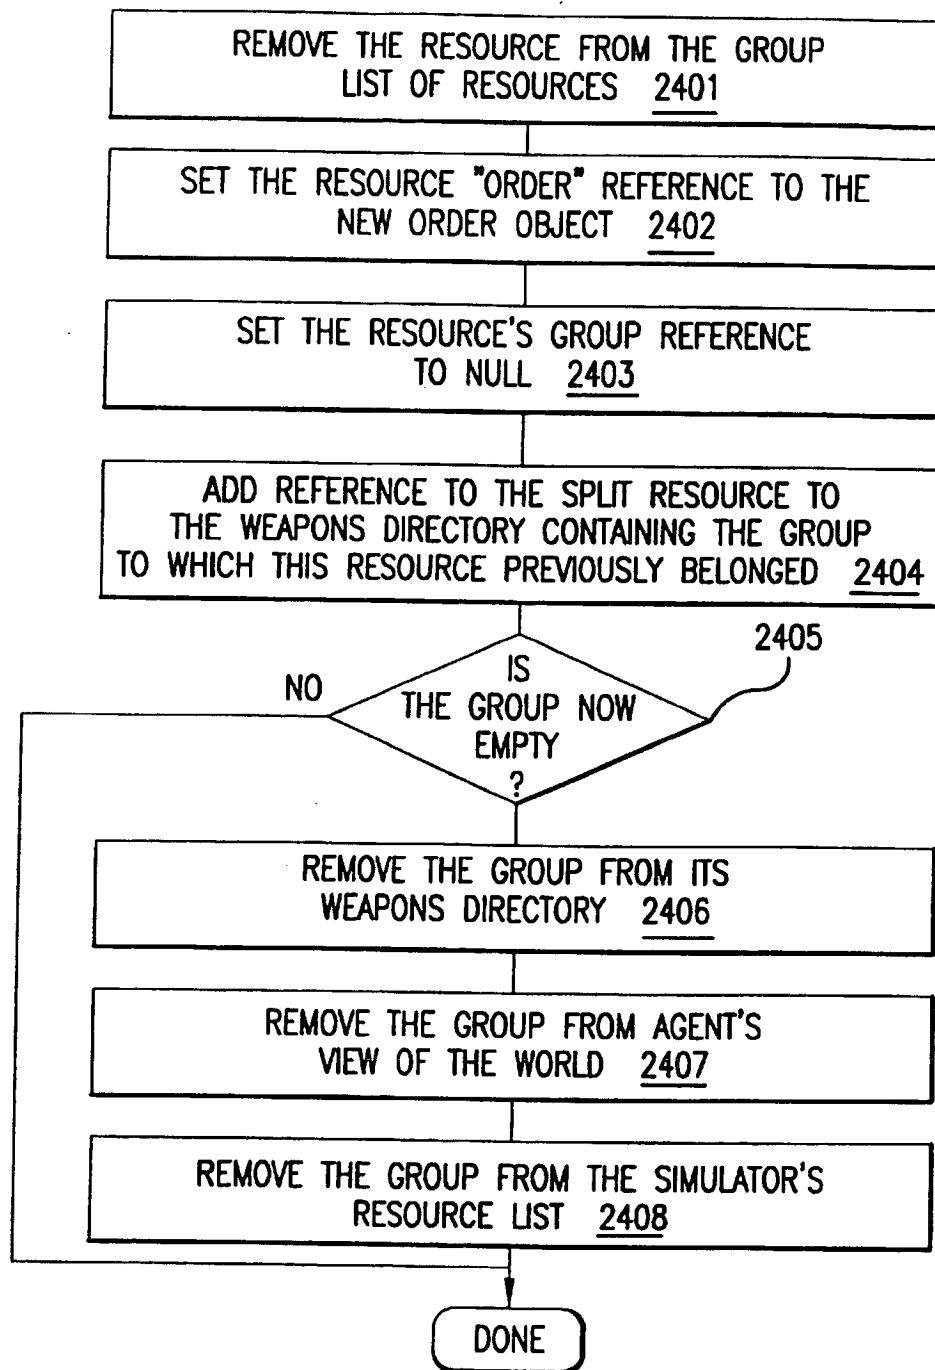 REMOVE THE RESOURCE FROM THE GROUP
LIST OF RESOURCES 2401
SET THE RESOURCE "ORDER" REFERENCE TO THE
NEW ORDER OBJECT 2402
SET THE RESOURCE'S GROUP REFERENCE
TO NULL 2403
ADD REFERENCE TO THE SPLIT RESOURCE TO
THE WEAPONS DIRECTORY CONTAINING THE GROUP
TO WHICH THIS RESOURCE PREVIOUSLY BELONGED 2404
2405
NO
IS
THE GROUP NOW
EMPTY
?
REMOVE THE GROUP FROM ITS
WEAPONS DIRECTORY 2406
REMOVE THE GROUP FROM AGENT'S
VIEW OF THE WORLD 2407
REMOVE THE GROUP FROM THE SIMULATOR'S
RESOURCE LIST 2408
DONE